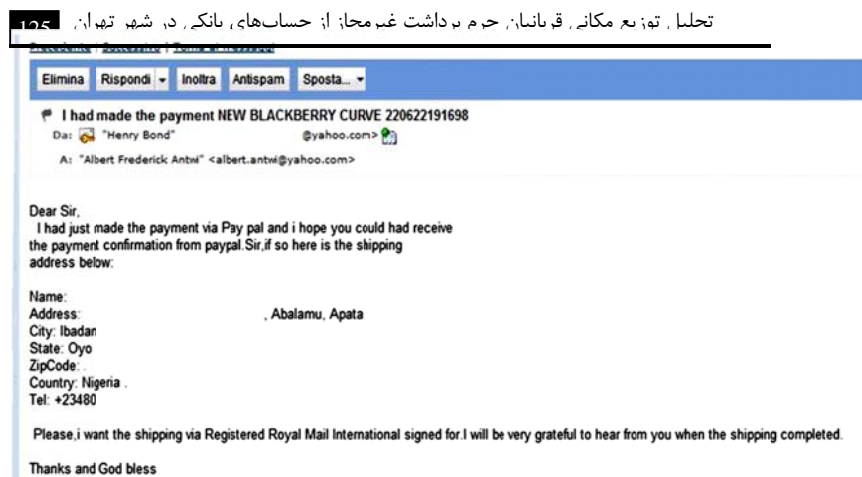 تحلیل توزیع مکانی قربانیان جرم برداشت غیرمجاز از حساب‌های بانکی در شهر تهران 125
Elimina Rispondi Inoltra Antispam Sposta...
I had made the payment NEW BLACKBERRY CURVE 220622191698
Da: "Henry Bond" @yahoo.com>
A: "Albert Frederick Antwi" <albert.antwi@yahoo.com>
Dear Sir,
I had just made the payment via Pay pal and i hope you could had receive
the payment confirmation from paypal.Sir,if so here is the shipping
address below:
Name:
Address: , Abalamu, Apata
City: Ibadan
State: Oyo
ZipCode: .
Country: Nigeria .
Tel: +23480
Please,i want the shipping via Registered Royal Mail International signed for.I will be very grateful to hear from you when the shipping completed.
Thanks and God bless